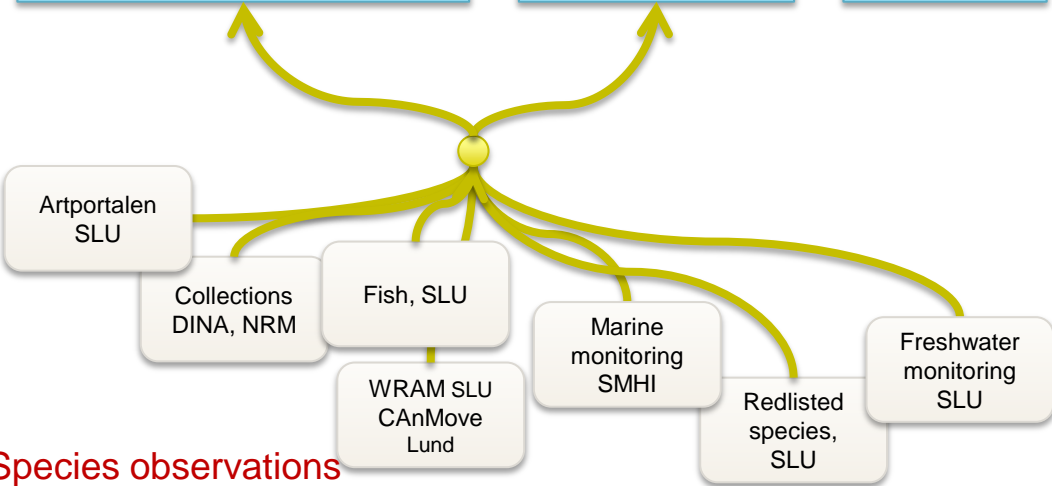 Artportalen
SLU
Collections
DINA, NRM
Fish, SLU
WRAM SLU
CAnMove
Lund
Marine
monitoring
SMHI
Redlisted
species,
SLU
Freshwater
monitoring
SLU
Species observations